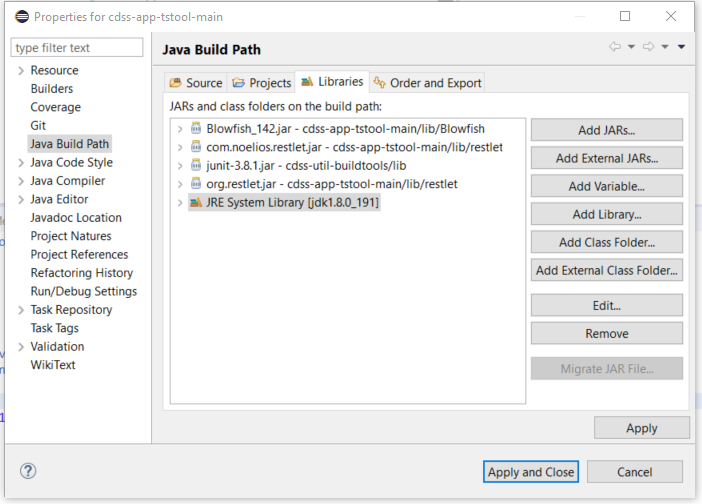 Properties for cdss-app-tstool-main
type filter text
Resource
Builders
Coverage
Git
Java Build Path
Java Code Style
Java Compiler
Java Editor
Javadoc Location
Project Natures
Project References
Refactoring History
Run/Debug Settings
Task Repository
Task Tags
Validation
WikiText
Java Build Path
Source Projects Libraries Order and Export
JARs and class folders on the build path:
Blowfish_142.jar - cdss-app-tstool-main/lib/Blowfish
com.noelios.restlet.jar - cdss-app-tstool-main/lib/restlet
junit-3.8.1.jar - cdss-util-buildtools/lib
org.restlet.jar - cdss-app-tstool-main/lib/restlet
JRE System Library [jdk1.8.0_191]
Add JARs...
Add External JARs...
Add Variable...
Add Library...
Add Class Folder...
Add External Class Folder...
Edit...
Remove
Migrate JAR File...
Apply
Apply and Close
Cancel